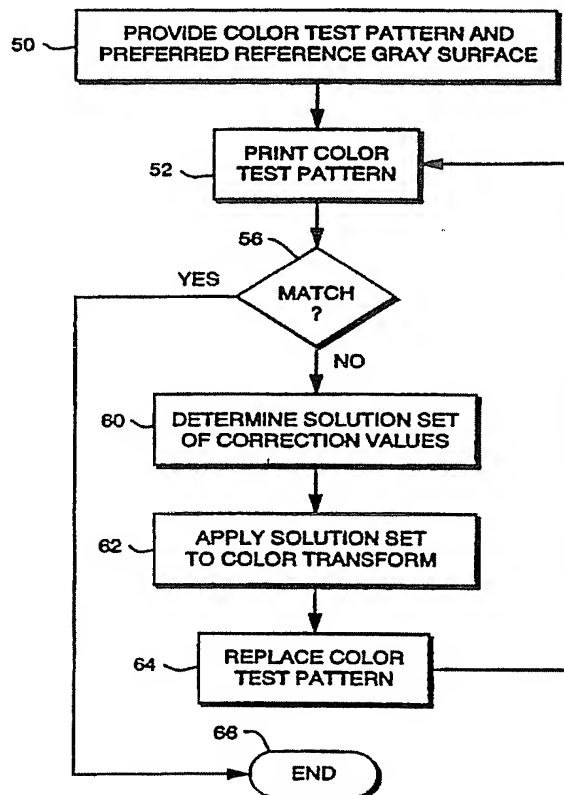 50
PROVIDE COLOR TEST PATTERN AND
PREFERRED REFERENCE GRAY SURFACE
52
PRINT COLOR
TEST PATTERN
56
YES
MATCH
?
NO
60
DETERMINE SOLUTION SET
OF CORRECTION VALUES
62
APPLY SOLUTION SET
TO COLOR TRANSFORM
64
REPLACE COLOR
TEST PATTERN
66
END